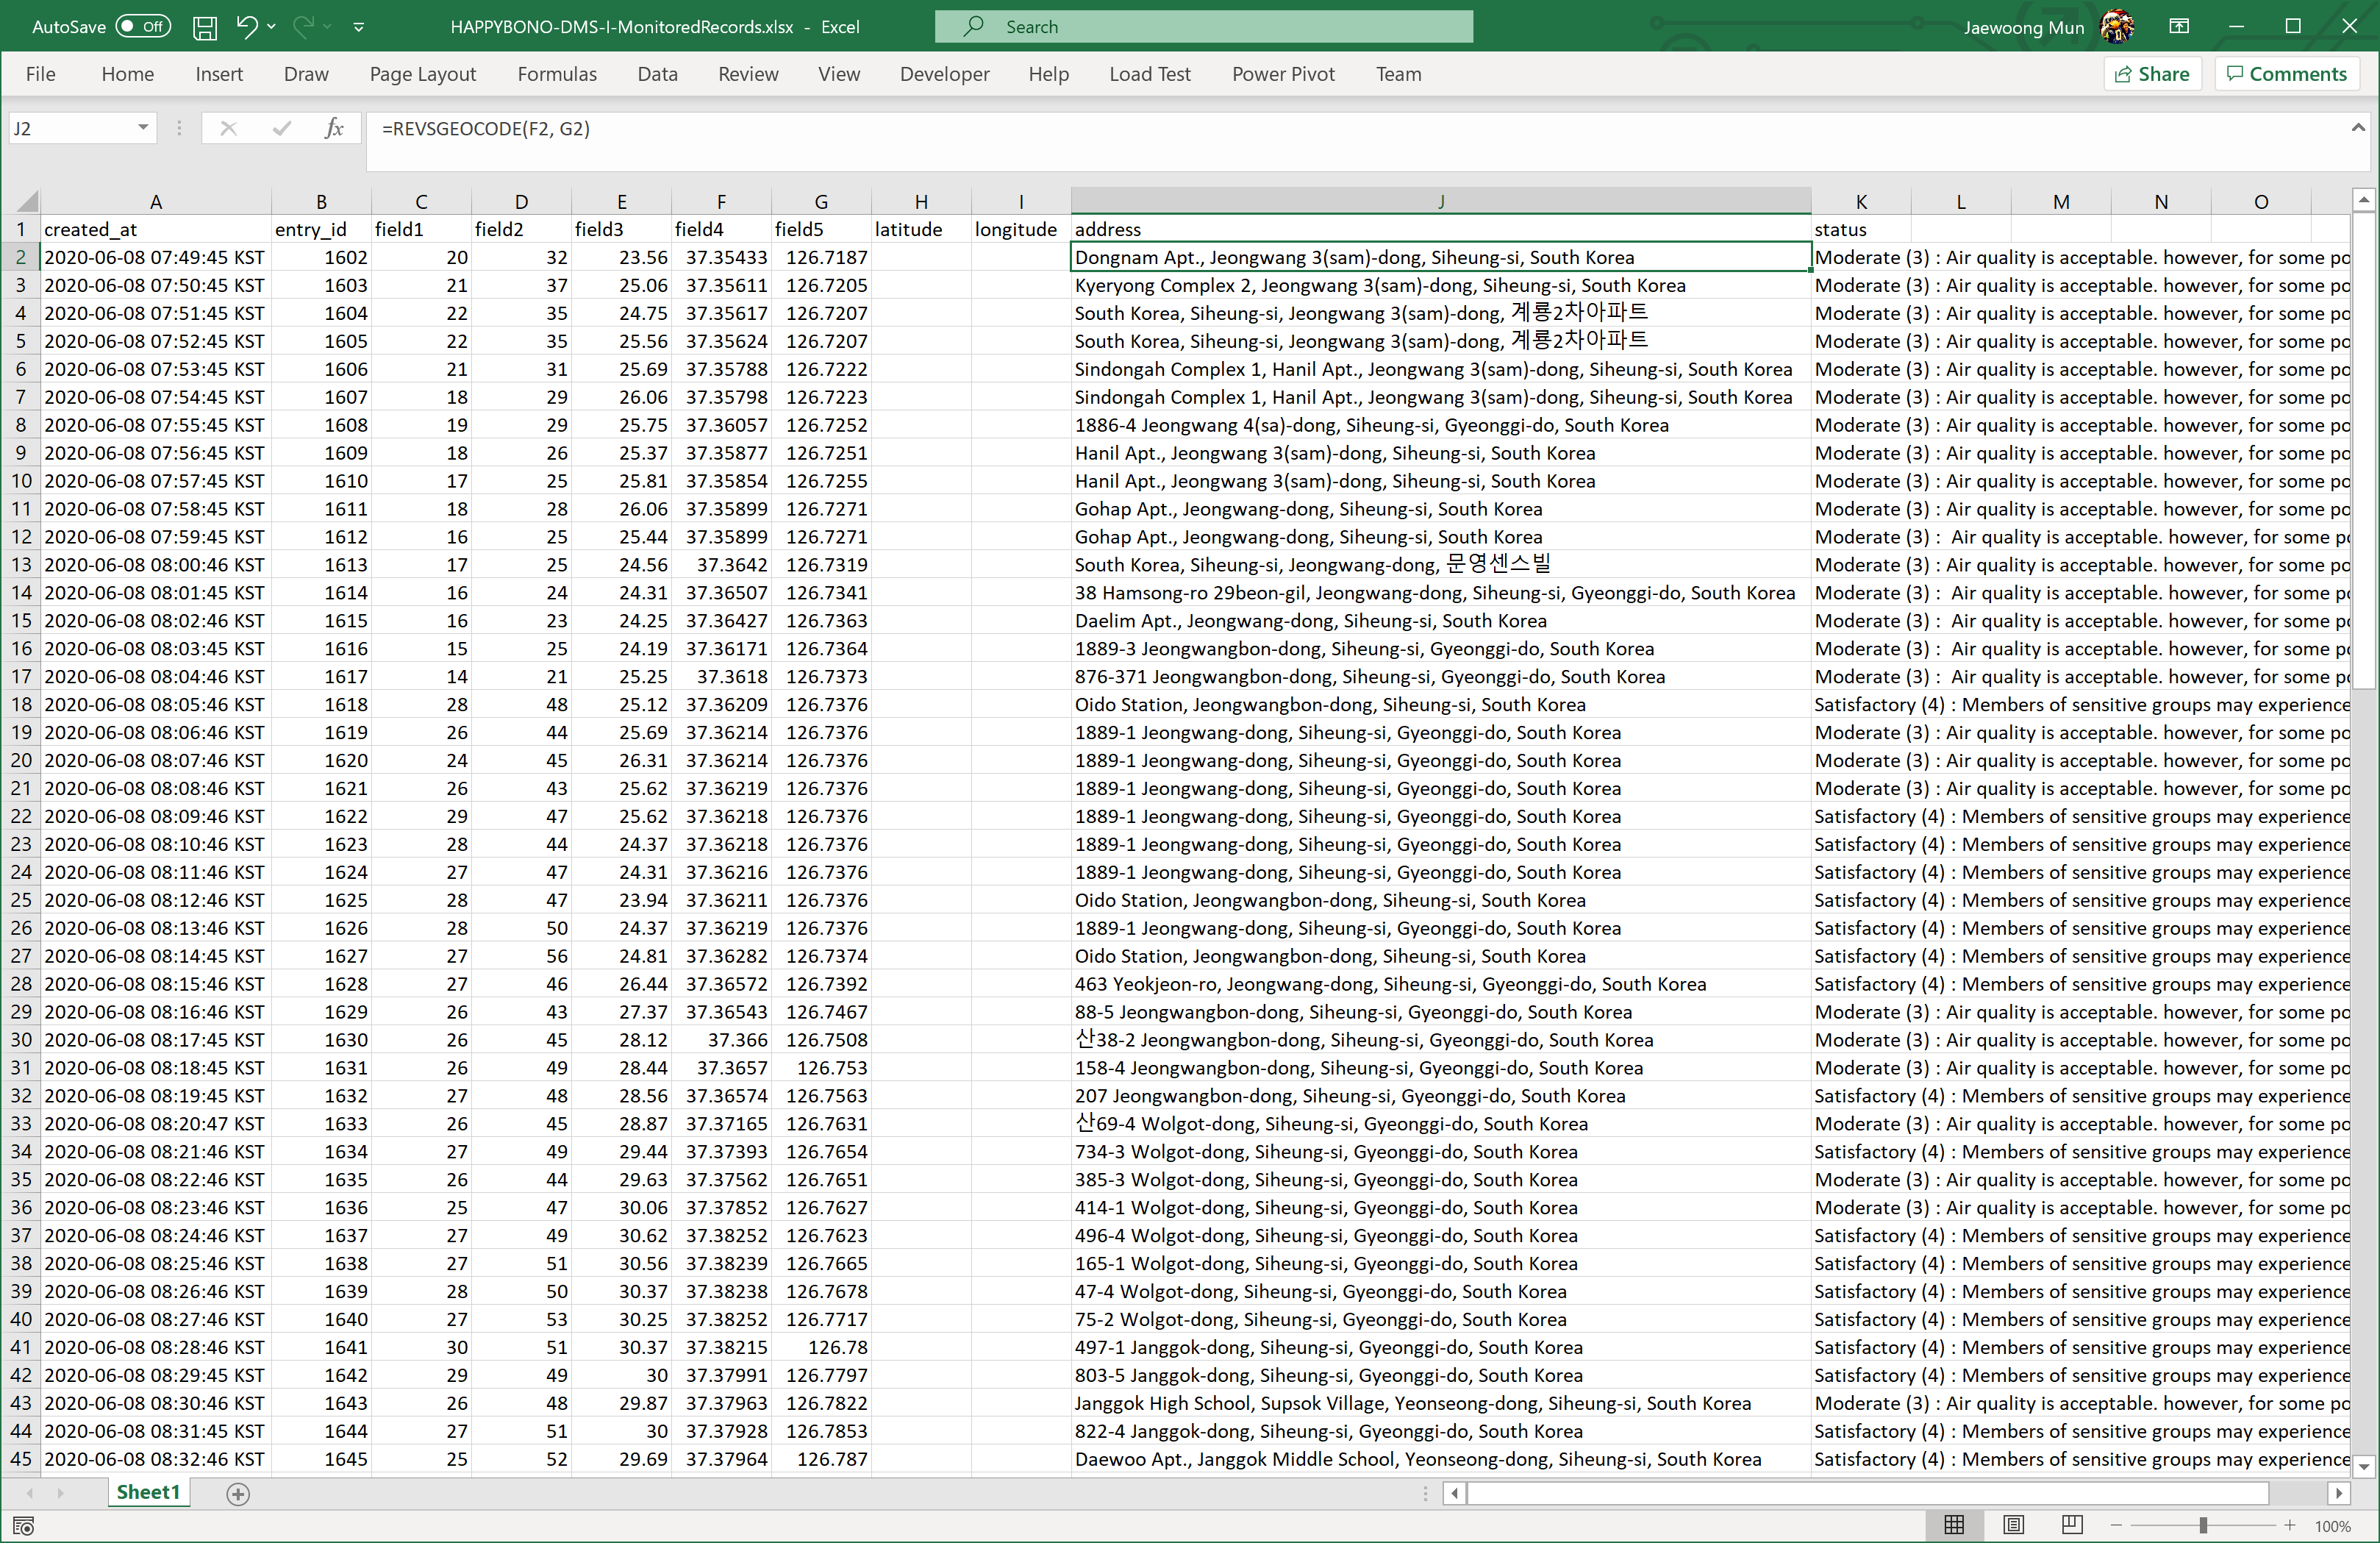 AutoSave Off HAPPYBONO-DMS-I-MonitoredRecords.xlsx - Excel Search Jaewoong Mun
File Home Insert Draw Page Layout Formulas Data Review View Developer Help Load Test Power Pivot Team Share Comments
J2 fx =REVSGEOCODE(F2, G2)
A B C D E F G H I J K L M N O
1 created_at entry_id field1 field2 field3 field4 field5 latitude longitude address status
2 2020-06-08 07:49:45 KST 1602 20 32 23.56 37.35433 126.7187 Dongnam Apt., Jeongwang 3(sam)-dong, Siheung-si, South Korea Moderate (3) : Air quality is acceptable. however, for some po
3 2020-06-08 07:50:45 KST 1603 21 37 25.06 37.35611 126.7205 Kyeryong Complex 2, Jeongwang 3(sam)-dong, Siheung-si, South Korea Moderate (3) : Air quality is acceptable. however, for some po
4 2020-06-08 07:51:45 KST 1604 22 35 24.75 37.35617 126.7207 South Korea, Siheung-si, Jeongwang 3(sam)-dong, 계룡2차아파트 Moderate (3) : Air quality is acceptable. however, for some po
5 2020-06-08 07:52:45 KST 1605 22 35 25.56 37.35624 126.7207 South Korea, Siheung-si, Jeongwang 3(sam)-dong, 계룡2차아파트 Moderate (3) : Air quality is acceptable. however, for some po
6 2020-06-08 07:53:45 KST 1606 21 31 25.69 37.35788 126.7222 Sindongah Complex 1, Hanil Apt., Jeongwang 3(sam)-dong, Siheung-si, South Korea Moderate (3) : Air quality is acceptable. however, for some po
7 2020-06-08 07:54:45 KST 1607 18 29 26.06 37.35798 126.7223 Sindongah Complex 1, Hanil Apt., Jeongwang 3(sam)-dong, Siheung-si, South Korea Moderate (3) : Air quality is acceptable. however, for some po
8 2020-06-08 07:55:45 KST 1608 19 29 25.75 37.36057 126.7252 1886-4 Jeongwang 4(sa)-dong, Siheung-si, Gyeonggi-do, South Korea Moderate (3) : Air quality is acceptable. however, for some po
9 2020-06-08 07:56:45 KST 1609 18 26 25.37 37.35877 126.7251 Hanil Apt., Jeongwang 3(sam)-dong, Siheung-si, South Korea Moderate (3) : Air quality is acceptable. however, for some po
10 2020-06-08 07:57:45 KST 1610 17 25 25.81 37.35854 126.7255 Hanil Apt., Jeongwang 3(sam)-dong, Siheung-si, South Korea Moderate (3) : Air quality is acceptable. however, for some po
11 2020-06-08 07:58:45 KST 1611 18 28 26.06 37.35899 126.7271 Gohap Apt., Jeongwang-dong, Siheung-si, South Korea Moderate (3) : Air quality is acceptable. however, for some po
12 2020-06-08 07:59:45 KST 1612 16 25 25.44 37.35899 126.7271 Gohap Apt., Jeongwang-dong, Siheung-si, South Korea Moderate (3) : Air quality is acceptable. however, for some p
13 2020-06-08 08:00:46 KST 1613 17 25 24.56 37.3642 126.7319 South Korea, Siheung-si, Jeongwang-dong, 문영센스빌 Moderate (3) : Air quality is acceptable. however, for some po
14 2020-06-08 08:01:45 KST 1614 16 24 24.31 37.36507 126.7341 38 Hamsong-ro 29beon-gil, Jeongwang-dong, Siheung-si, Gyeonggi-do, South Korea Moderate (3) : Air quality is acceptable. however, for some p
15 2020-06-08 08:02:46 KST 1615 16 23 24.25 37.36427 126.7363 Daelim Apt., Jeongwang-dong, Siheung-si, South Korea Moderate (3) : Air quality is acceptable. however, for some p
16 2020-06-08 08:03:45 KST 1616 15 25 24.19 37.36171 126.7364 1889-3 Jeongwangbon-dong, Siheung-si, Gyeonggi-do, South Korea Moderate (3) : Air quality is acceptable. however, for some p
17 2020-06-08 08:04:46 KST 1617 14 21 25.25 37.3618 126.7373 876-371 Jeongwangbon-dong, Siheung-si, Gyeonggi-do, South Korea Moderate (3) : Air quality is acceptable. however, for some p
18 2020-06-08 08:05:46 KST 1618 28 48 25.12 37.36209 126.7376 Oido Station, Jeongwangbon-dong, Siheung-si, South Korea Satisfactory (4) : Members of sensitive groups may experience
19 2020-06-08 08:06:46 KST 1619 26 44 25.69 37.36214 126.7376 1889-1 Jeongwang-dong, Siheung-si, Gyeonggi-do, South Korea Moderate (3) : Air quality is acceptable. however, for some po
20 2020-06-08 08:07:46 KST 1620 24 45 26.31 37.36214 126.7376 1889-1 Jeongwang-dong, Siheung-si, Gyeonggi-do, South Korea Moderate (3) : Air quality is acceptable. however, for some po
21 2020-06-08 08:08:46 KST 1621 26 43 25.62 37.36219 126.7376 1889-1 Jeongwang-dong, Siheung-si, Gyeonggi-do, South Korea Moderate (3) : Air quality is acceptable. however, for some po
22 2020-06-08 08:09:46 KST 1622 29 47 25.62 37.36218 126.7376 1889-1 Jeongwang-dong, Siheung-si, Gyeonggi-do, South Korea Satisfactory (4) : Members of sensitive groups may experience
23 2020-06-08 08:10:46 KST 1623 28 44 24.37 37.36218 126.7376 1889-1 Jeongwang-dong, Siheung-si, Gyeonggi-do, South Korea Satisfactory (4) : Members of sensitive groups may experience
24 2020-06-08 08:11:46 KST 1624 27 47 24.31 37.36216 126.7376 1889-1 Jeongwang-dong, Siheung-si, Gyeonggi-do, South Korea Satisfactory (4) : Members of sensitive groups may experience
25 2020-06-08 08:12:46 KST 1625 28 47 23.94 37.36211 126.7376 Oido Station, Jeongwangbon-dong, Siheung-si, South Korea Satisfactory (4) : Members of sensitive groups may experience
26 2020-06-08 08:13:46 KST 1626 28 50 24.37 37.36219 126.7376 1889-1 Jeongwang-dong, Siheung-si, Gyeonggi-do, South Korea Satisfactory (4) : Members of sensitive groups may experience
27 2020-06-08 08:14:45 KST 1627 27 56 24.81 37.36282 126.7374 Oido Station, Jeongwangbon-dong, Siheung-si, South Korea Satisfactory (4) : Members of sensitive groups may experience
28 2020-06-08 08:15:46 KST 1628 27 46 26.44 37.36572 126.7392 463 Yeokjeon-ro, Jeongwang-dong, Siheung-si, Gyeonggi-do, South Korea Satisfactory (4) : Members of sensitive groups may experience
29 2020-06-08 08:16:46 KST 1629 26 43 27.37 37.36543 126.7467 88-5 Jeongwangbon-dong, Siheung-si, Gyeonggi-do, South Korea Moderate (3) : Air quality is acceptable. however, for some po
30 2020-06-08 08:17:45 KST 1630 26 45 28.12 37.366 126.7508 산38-2 Jeongwangbon-dong, Siheung-si, Gyeonggi-do, South Korea Moderate (3) : Air quality is acceptable. however, for some po
31 2020-06-08 08:18:45 KST 1631 26 49 28.44 37.3657 126.753 158-4 Jeongwangbon-dong, Siheung-si, Gyeonggi-do, South Korea Moderate (3) : Air quality is acceptable. however, for some po
32 2020-06-08 08:19:45 KST 1632 27 48 28.56 37.36574 126.7563 207 Jeongwangbon-dong, Siheung-si, Gyeonggi-do, South Korea Satisfactory (4) : Members of sensitive groups may experience
33 2020-06-08 08:20:47 KST 1633 26 45 28.87 37.37165 126.7631 산69-4 Wolgot-dong, Siheung-si, Gyeonggi-do, South Korea Moderate (3) : Air quality is acceptable. however, for some po
34 2020-06-08 08:21:46 KST 1634 27 49 29.44 37.37393 126.7654 734-3 Wolgot-dong, Siheung-si, Gyeonggi-do, South Korea Satisfactory (4) : Members of sensitive groups may experience
35 2020-06-08 08:22:46 KST 1635 26 44 29.63 37.37562 126.7651 385-3 Wolgot-dong, Siheung-si, Gyeonggi-do, South Korea Moderate (3) : Air quality is acceptable. however, for some po
36 2020-06-08 08:23:46 KST 1636 25 47 30.06 37.37852 126.7627 414-1 Wolgot-dong, Siheung-si, Gyeonggi-do, South Korea Moderate (3) : Air quality is acceptable. however, for some po
37 2020-06-08 08:24:46 KST 1637 27 49 30.62 37.38252 126.7623 496-4 Wolgot-dong, Siheung-si, Gyeonggi-do, South Korea Satisfactory (4) : Members of sensitive groups may experience
38 2020-06-08 08:25:46 KST 1638 27 51 30.56 37.38239 126.7665 165-1 Wolgot-dong, Siheung-si, Gyeonggi-do, South Korea Satisfactory (4) : Members of sensitive groups may experience
39 2020-06-08 08:26:46 KST 1639 28 50 30.37 37.38238 126.7678 47-4 Wolgot-dong, Siheung-si, Gyeonggi-do, South Korea Satisfactory (4) : Members of sensitive groups may experience
40 2020-06-08 08:27:46 KST 1640 27 53 30.25 37.38252 126.7717 75-2 Wolgot-dong, Siheung-si, Gyeonggi-do, South Korea Satisfactory (4) : Members of sensitive groups may experience
41 2020-06-08 08:28:46 KST 1641 30 51 30.37 37.38215 126.78 497-1 Janggok-dong, Siheung-si, Gyeonggi-do, South Korea Satisfactory (4) : Members of sensitive groups may experience
42 2020-06-08 08:29:45 KST 1642 29 49 30 37.37991 126.7797 803-5 Janggok-dong, Siheung-si, Gyeonggi-do, South Korea Satisfactory (4) : Members of sensitive groups may experience
43 2020-06-08 08:30:46 KST 1643 26 48 29.87 37.37963 126.7822 Janggok High School, Supsok Village, Yeonseong-dong, Siheung-si, South Korea Moderate (3) : Air quality is acceptable. however, for some po
44 2020-06-08 08:31:45 KST 1644 27 51 30 37.37928 126.7853 822-4 Janggok-dong, Siheung-si, Gyeonggi-do, South Korea Satisfactory (4) : Members of sensitive groups may experience
45 2020-06-08 08:32:46 KST 1645 25 52 29.69 37.37964 126.787 Daewoo Apt., Janggok Middle School, Yeonseong-dong, Siheung-si, South Korea Satisfactory (4) : Members of sensitive groups may experience
Sheet1
100%